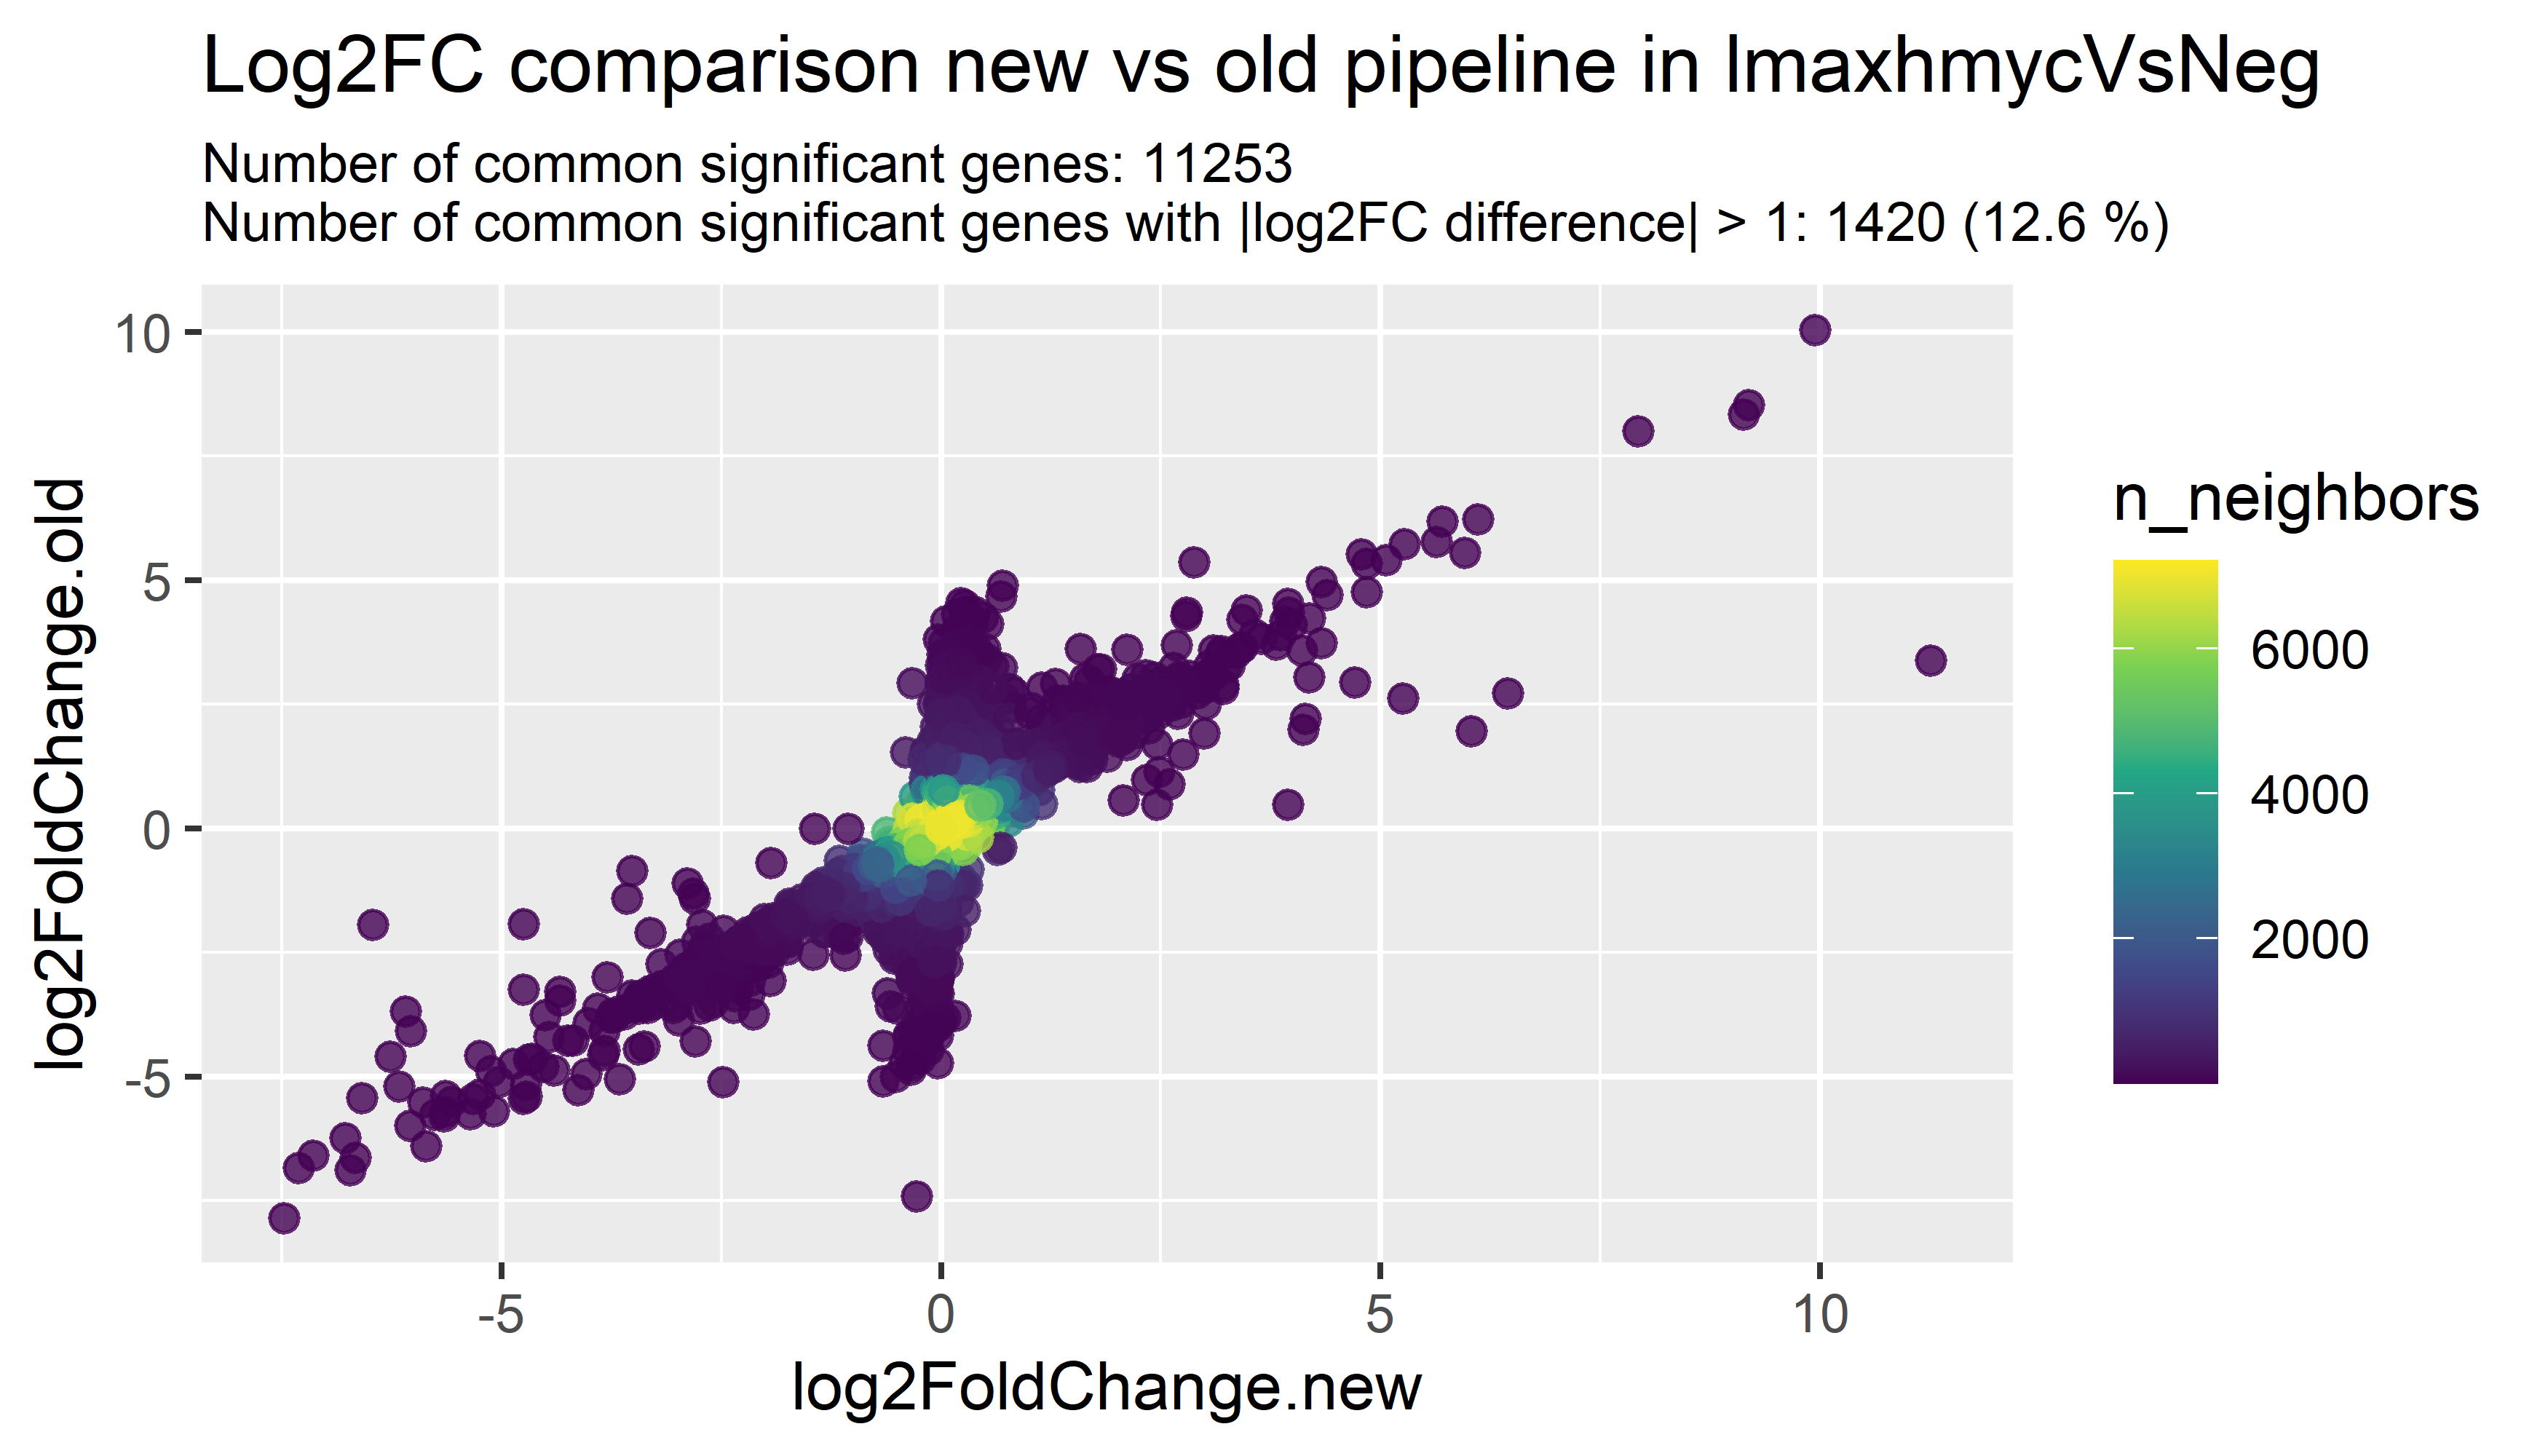 Log2FC comparison new vs old pipeline in lmaxhmycVsNeg
Number of common significant genes: 11253
Number of common significant genes with |log2FC difference| > 1: 1420 (12.6 %)
10
5
0
-5
log2FoldChange.old
-5
0
5
10
log2FoldChange.new
n_neighbors
6000
4000
2000